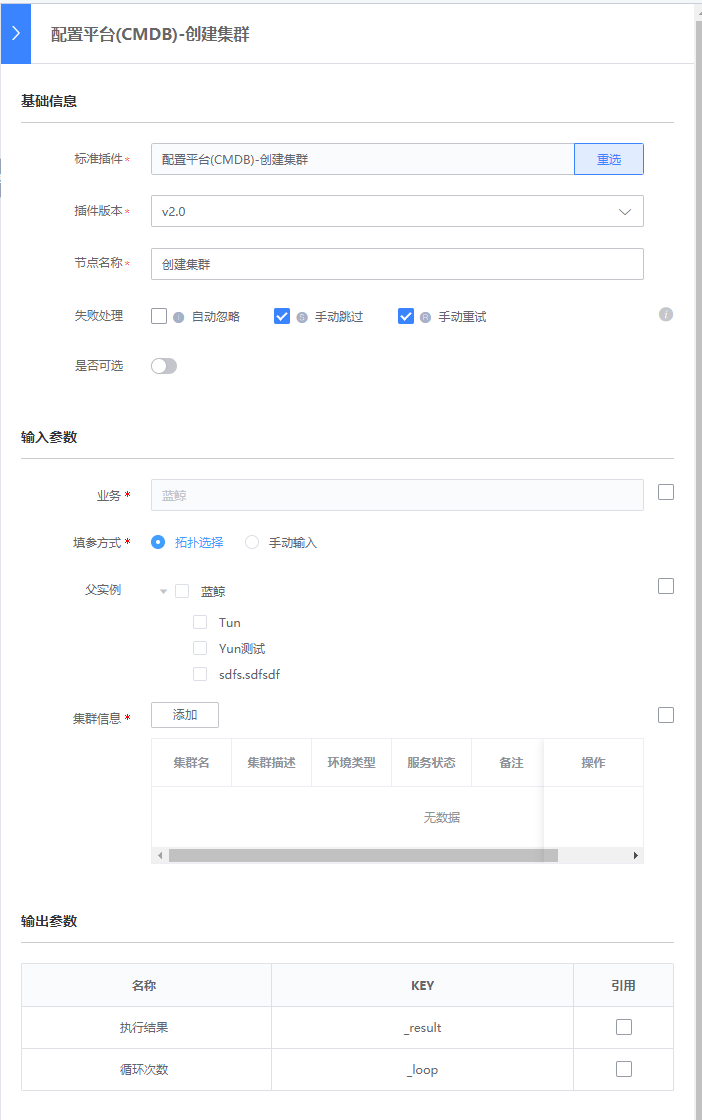 配置平台(CMDB)-创建集群
基础信息
标准插件* 配置平台(CMDB)-创建集群 重选
插件版本* v2.0
节点名称* 创建集群
失败处理 自动忽略 手动跳过 手动重试
是否可选
输入参数
业务* 蓝鲸
填参方式* 拓扑选择 手动输入
父实例 蓝鲸
Tun
Yun测试
sdfs.sdfsdf
集群信息* 添加
集群名 集群描述 环境类型 服务状态 备注 操作
无数据
输出参数
名称 KEY 引用
执行结果 _result
循环次数 _loop